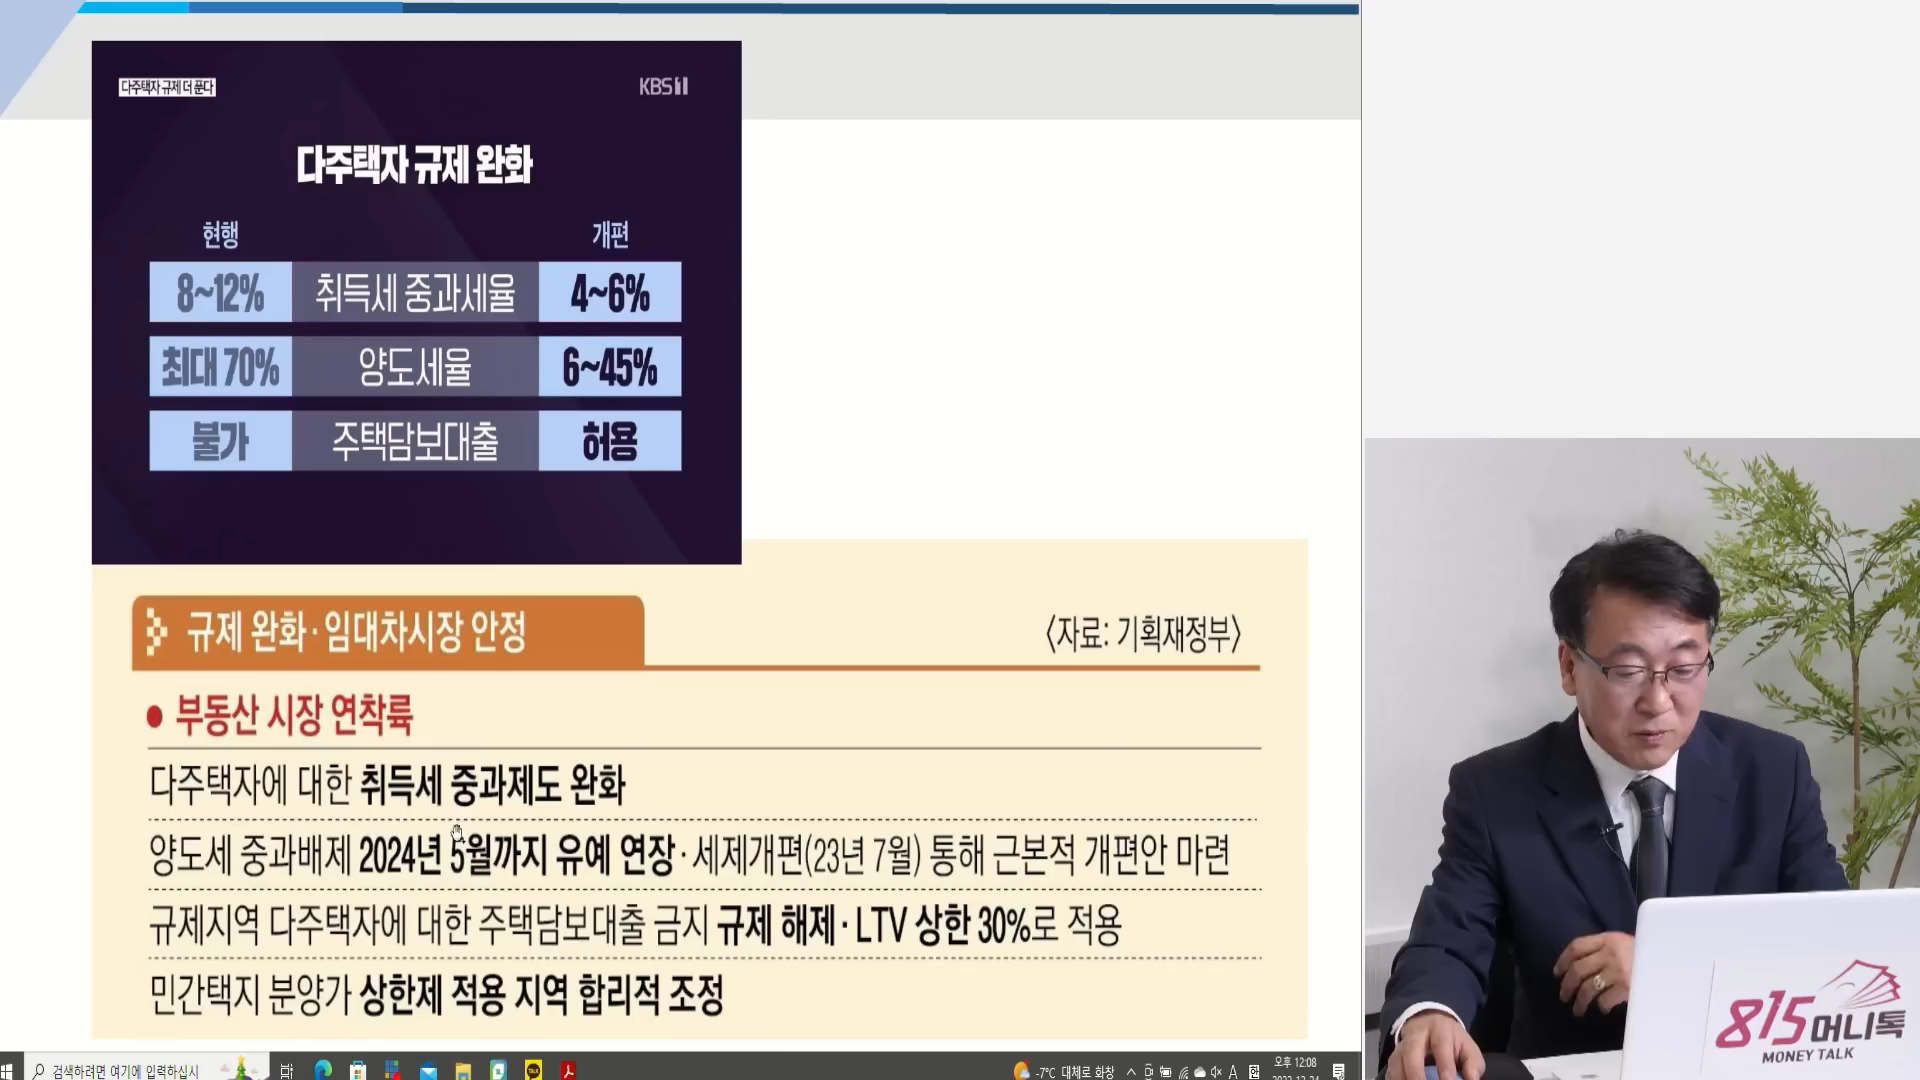 다주택자 규제 더 푼다
KBS 1
다주택자 규제 완화
현행 개편
8~12% 취득세 중과세율 4~6%
최대 70% 양도세율 6~45%
불가 주택담보대출 허용
규제 완화·임대차시장 안정
〈자료: 기획재정부〉
● 부동산 시장 연착륙
다주택자에 대한 취득세 중과제도 완화
양도세 중과배제 2024년 5월까지 유예 연장·세제개편(23년 7월) 통해 근본적 개편안 마련
규제지역 다주택자에 대한 주택담보대출 금지 규제 해제·LTV 상한 30%로 적용
민간택지 분양가 상한제 적용 지역 합리적 조정
815머니톡
MONEY TALK
검색하려면 여기에 입력하십시
-7°C 대체로 화창
A 한
오후 12:08